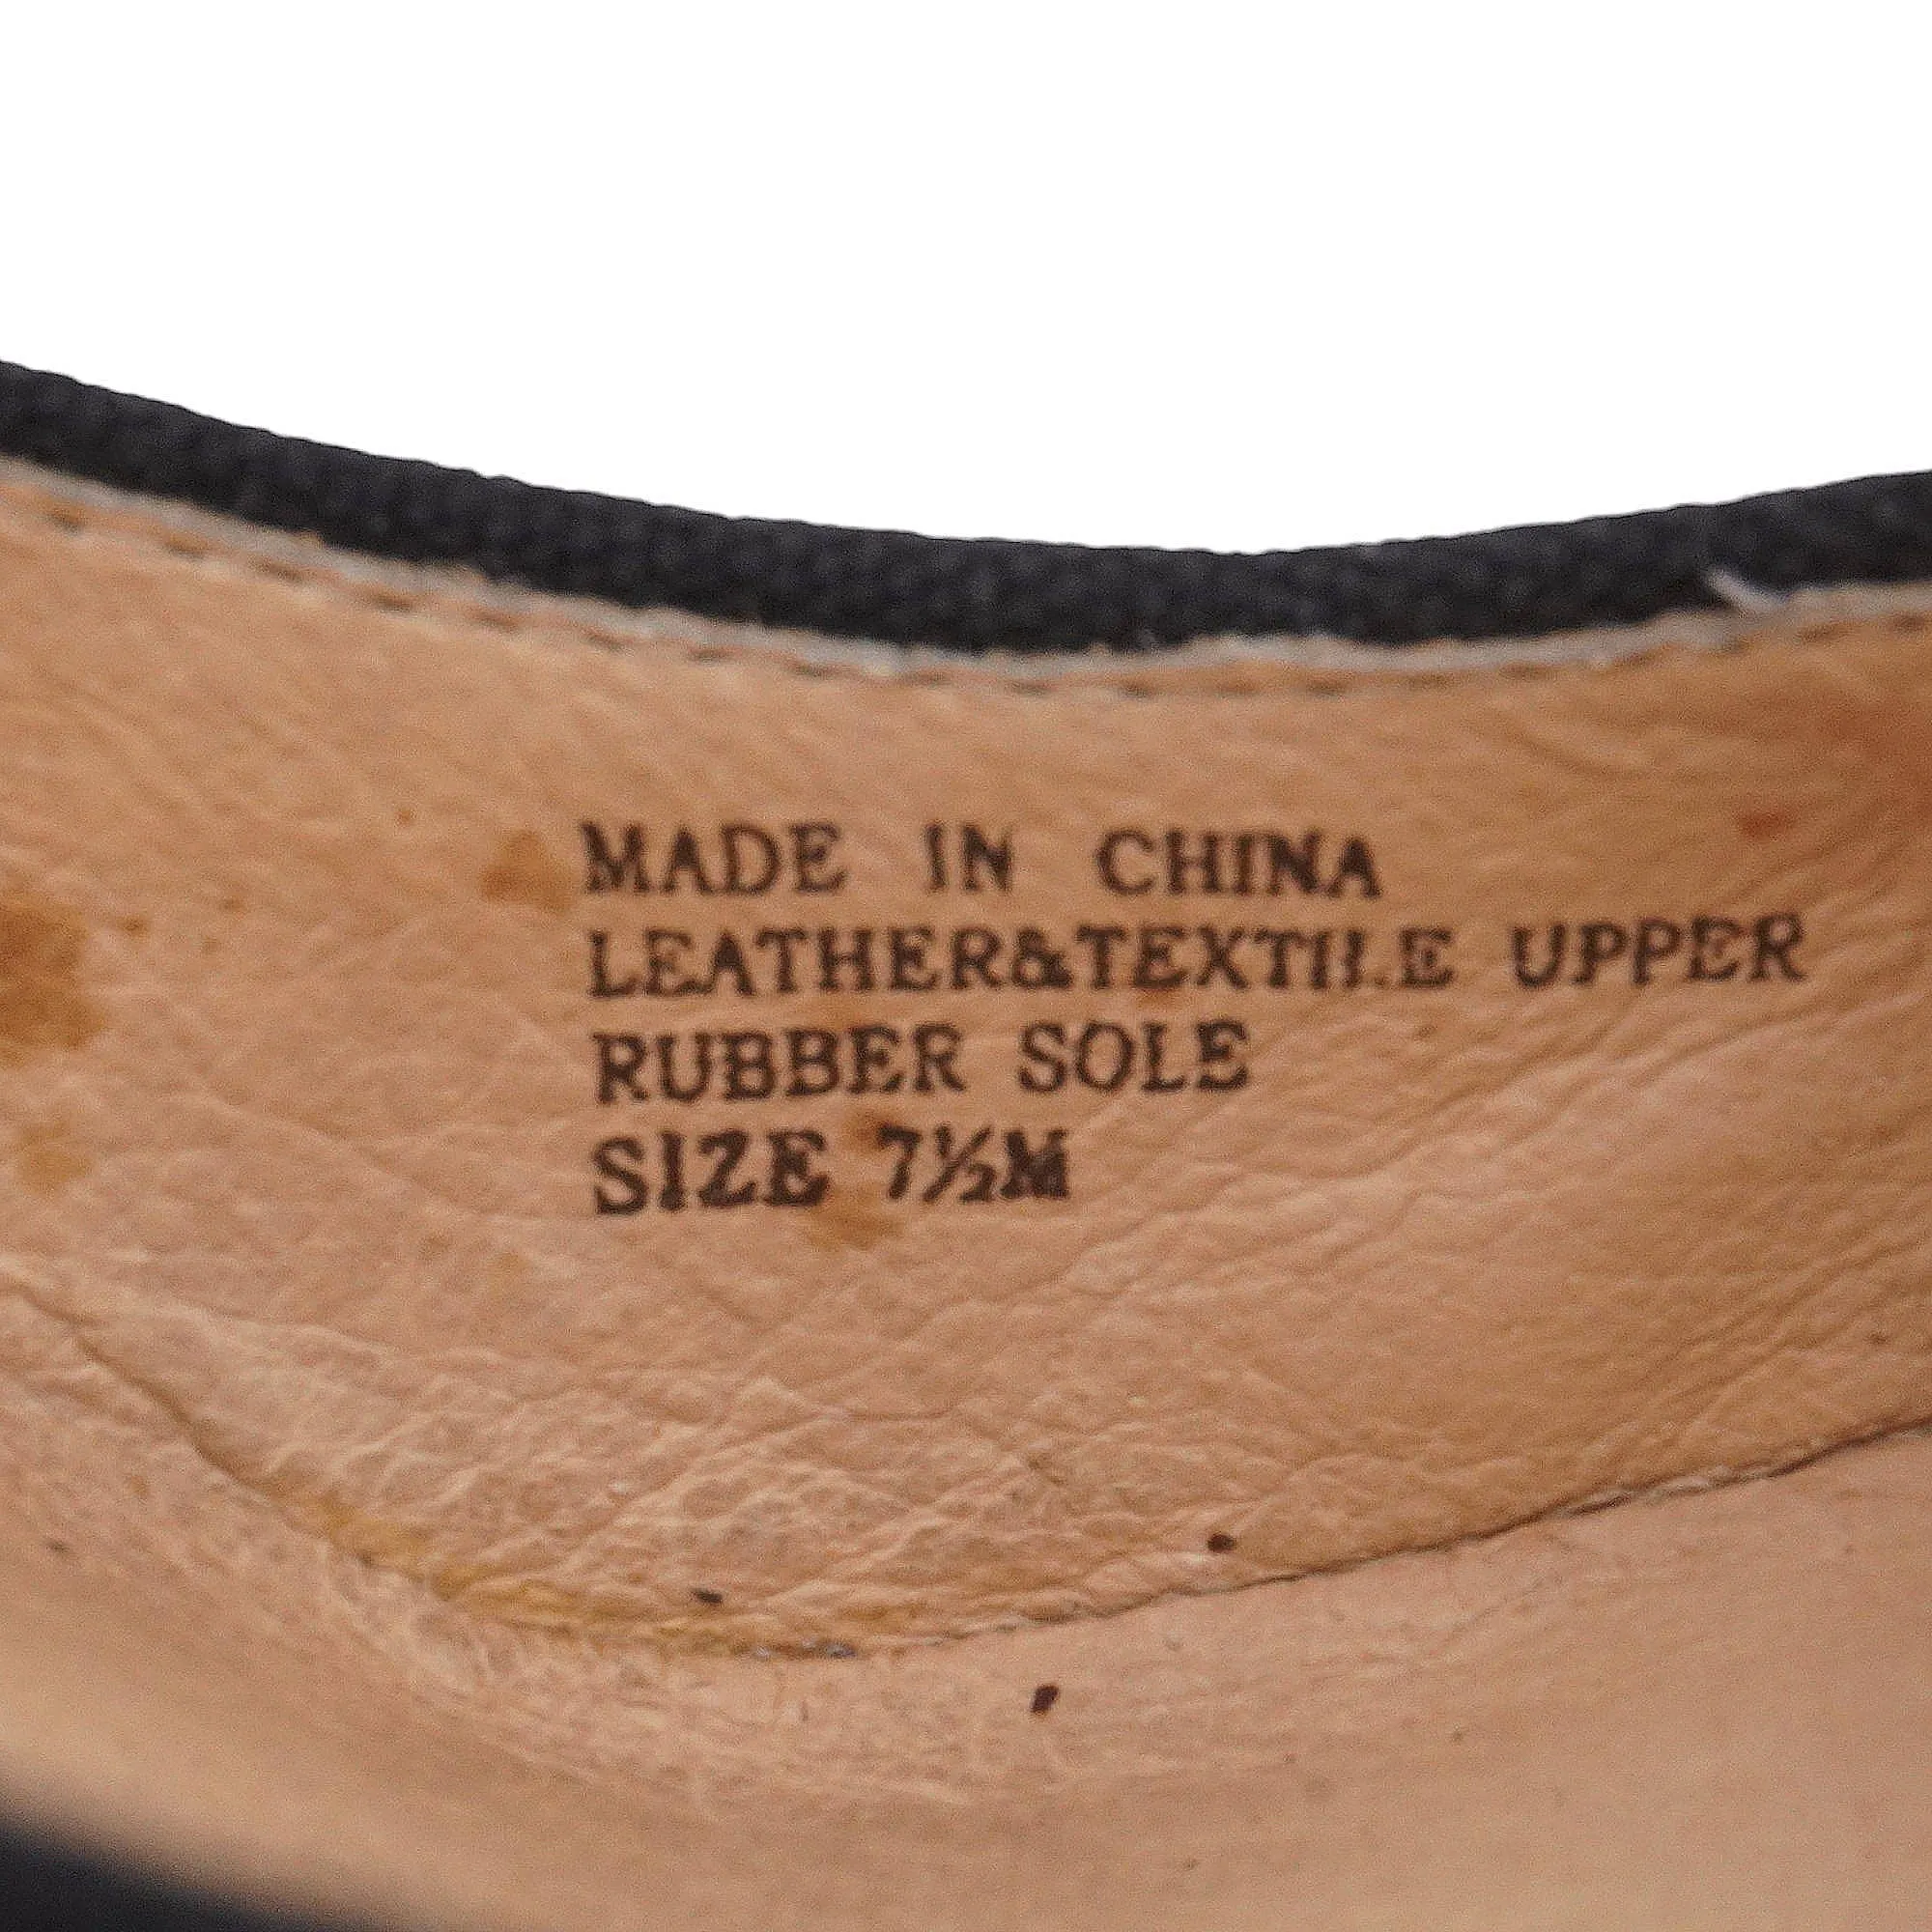 MADE IN CHINA
LEATHER&TEXTILE UPPER
RUBBER SOLE
SIZE 7½M